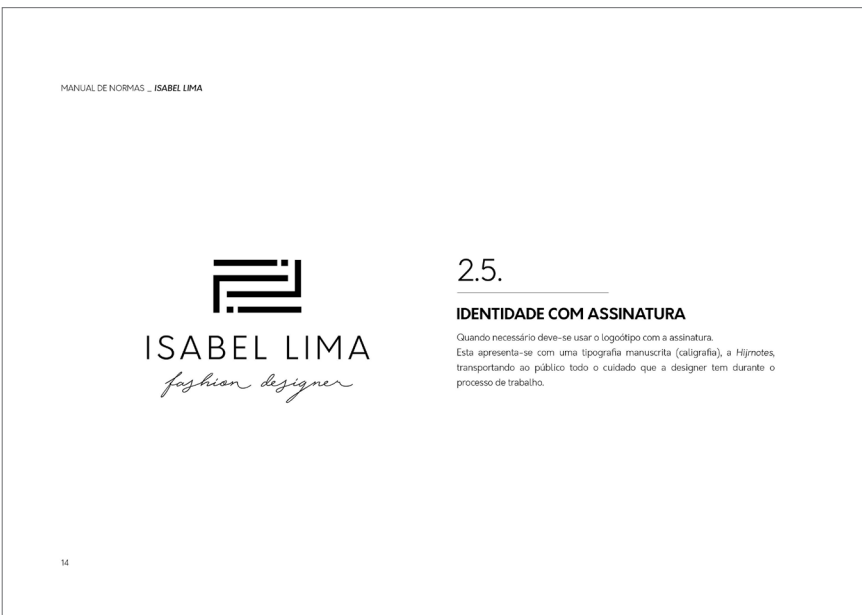 MANUAL DE NORMAS _ ISABEL LIMA
ISABEL LIMA
fashion designer
2.5.
IDENTIDADE COM ASSINATURA
Quando necessário deve-se usar o logoótipo com a assinatura.
Esta apresenta-se com uma tipografia manuscrita (caligrafia), a Hijrnotes,
transportando ao público todo o cuidado que a designer tem durante o
processo de trabalho.
14